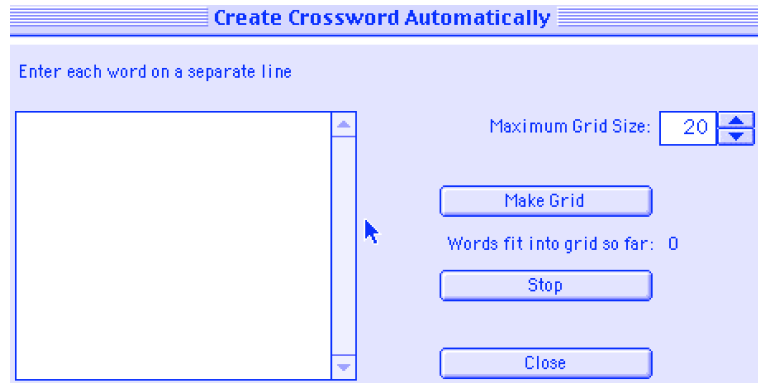 Create Crossword Automatically
Enter each word on a separate line
Maximum Grid Size: 20
Make Grid
Words fit into grid so far: 0
Stop
Close